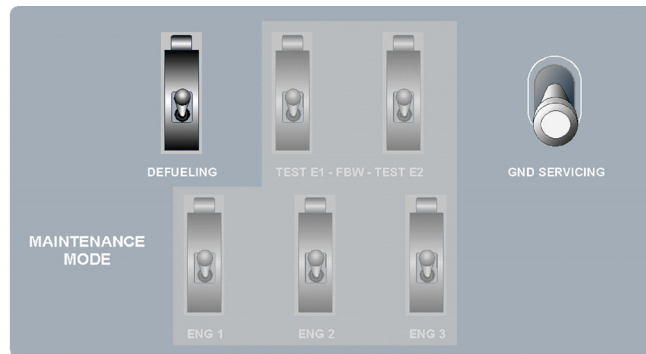 DEFUELING
TEST E1 - FBW - TEST E2
GND SERVICING
MAINTENANCE
MODE
ENG 1
ENG 2
ENG 3